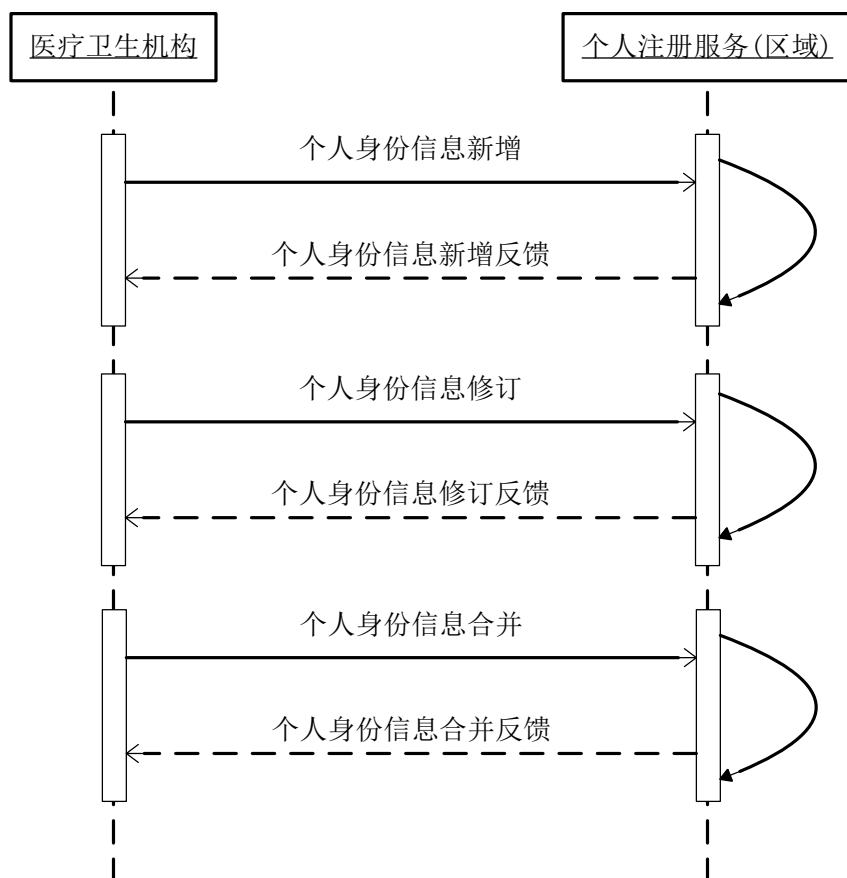 医疗卫生机构
个人注册服务(区域)
个人身份信息新增
个人身份信息新增反馈
个人身份信息修订
个人身份信息修订反馈
个人身份信息合并
个人身份信息合并反馈